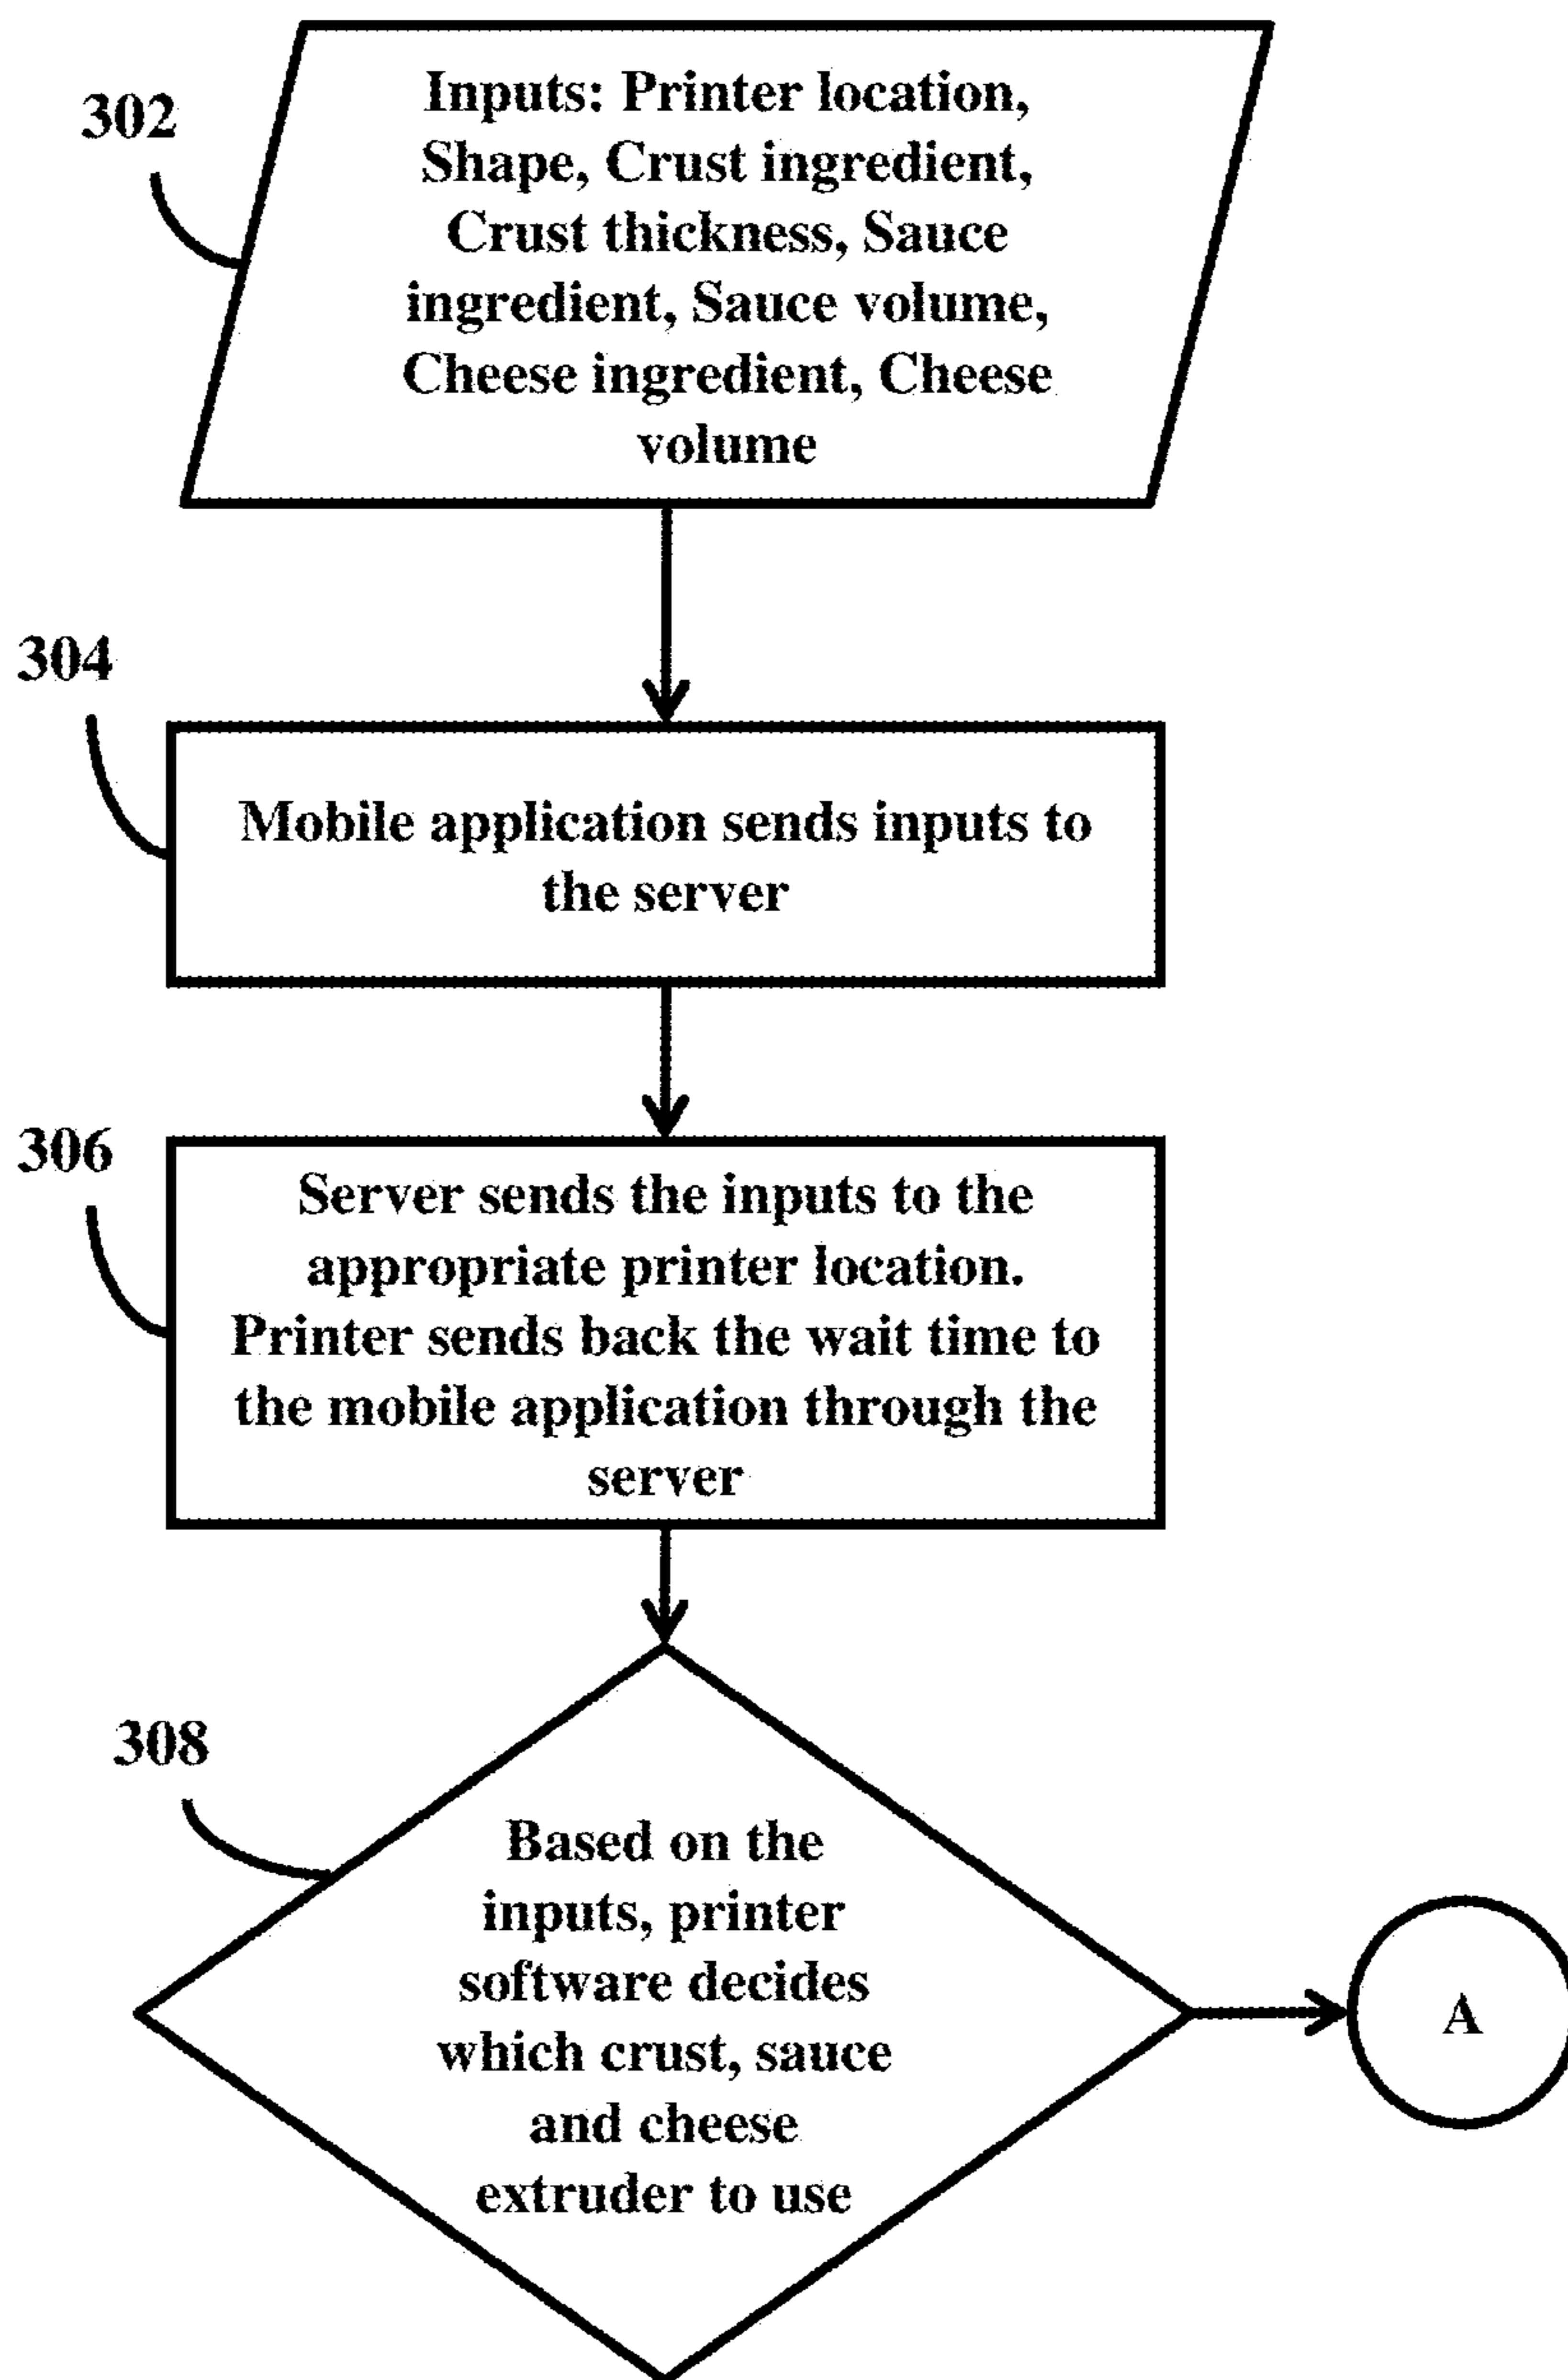 302
Inputs: Printer location,
Shape, Crust ingredient,
Crust thickness, Sauce
ingredient, Sauce volume,
Cheese ingredient, Cheese
volume
304
Mobile application sends inputs to
the server
306
Server sends the inputs to the
appropriate printer location.
Printer sends back the wait time to
the mobile application through the
server
308
Based on the
inputs, printer
software decides
which crust, sauce
and cheese
extruder to use
A